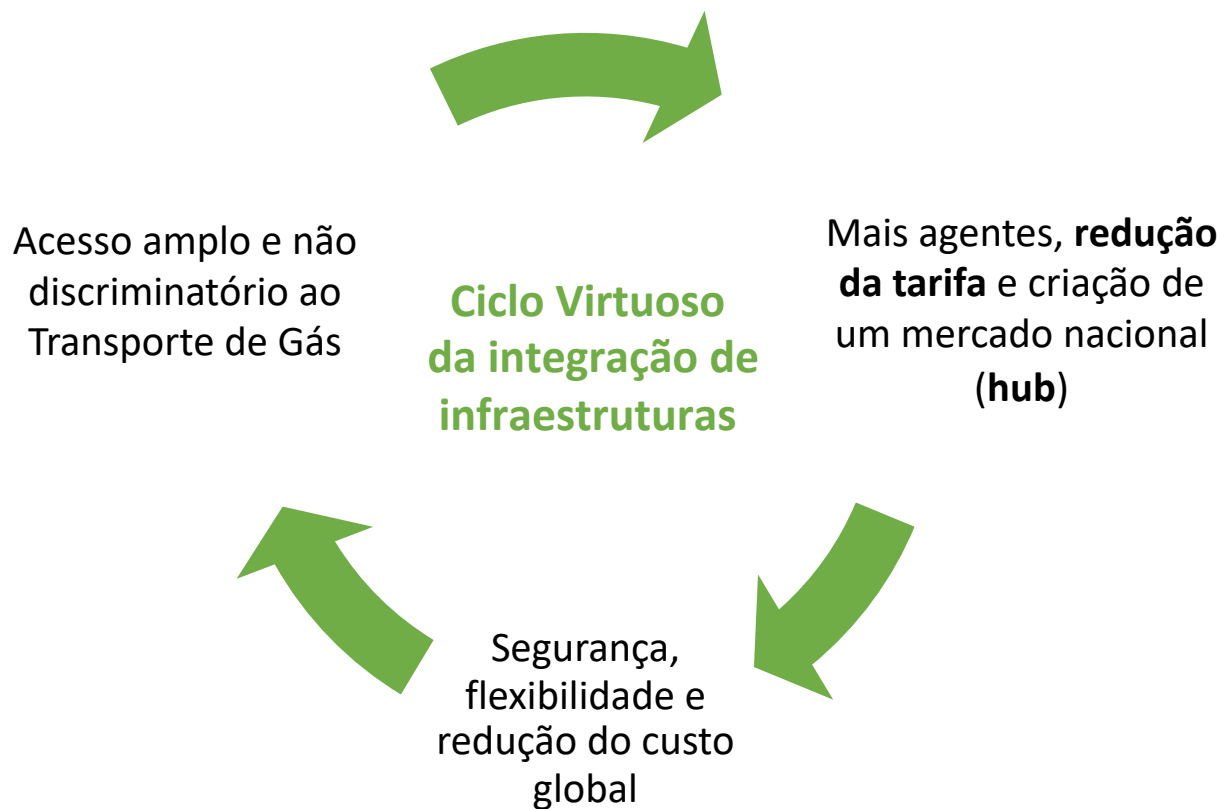 Acesso amplo e não
discriminatório ao
Transporte de Gás
Ciclo Virtuoso
da integração de
infraestruturas
Mais agentes, redução
da tarifa e criação de
um mercado nacional
(hub)
Segurança,
flexibilidade e
redução do custo
global